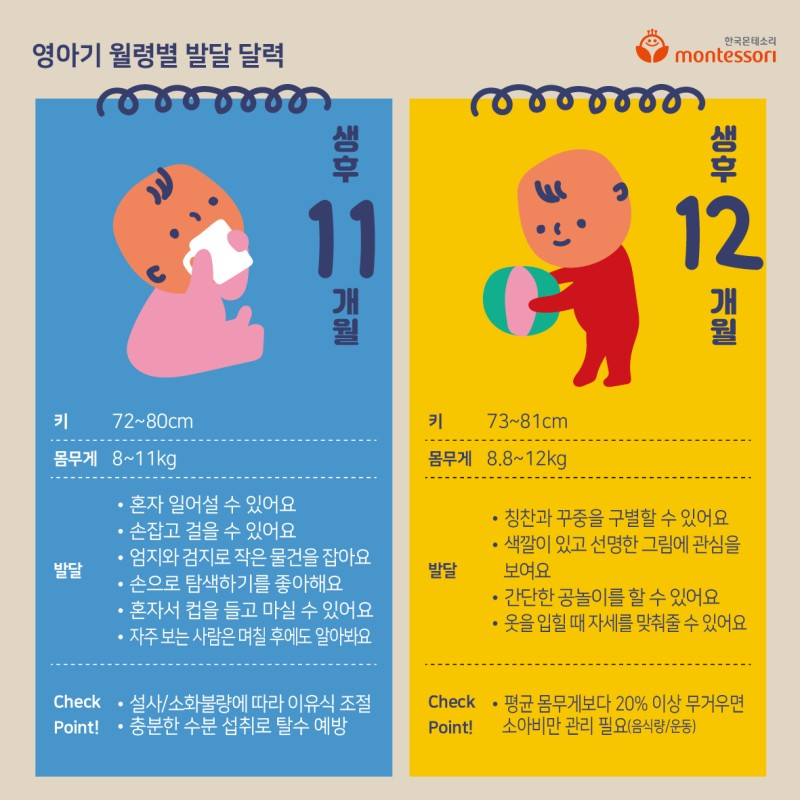 영아기 월령별 발달 달력
한국몬테소리
montessori
생후
11
개월
키 72~80cm
몸무게 8~11kg
발달
• 혼자 일어설 수 있어요
• 손잡고 걸을 수 있어요
• 엄지와 검지로 작은 물건을 잡아요
• 손으로 탐색하기를 좋아해요
• 혼자서 컵을 들고 마실 수 있어요
• 자주 보는 사람은 며칠 후에도 알아봐요
Check
Point!
• 설사/소화불량에 따라 이유식 조절
• 충분한 수분 섭취로 탈수 예방
생후
12
개월
키 73~81cm
몸무게 8.8~12kg
발달
• 칭찬과 꾸중을 구별할 수 있어요
• 색깔이 있고 선명한 그림에 관심을
보여요
• 간단한 공놀이를 할 수 있어요
• 옷을 입힐 때 자세를 맞춰줄 수 있어요
Check
Point!
• 평균 몸무게보다 20% 이상 무거우면
소아비만 관리 필요(음식량/운동)